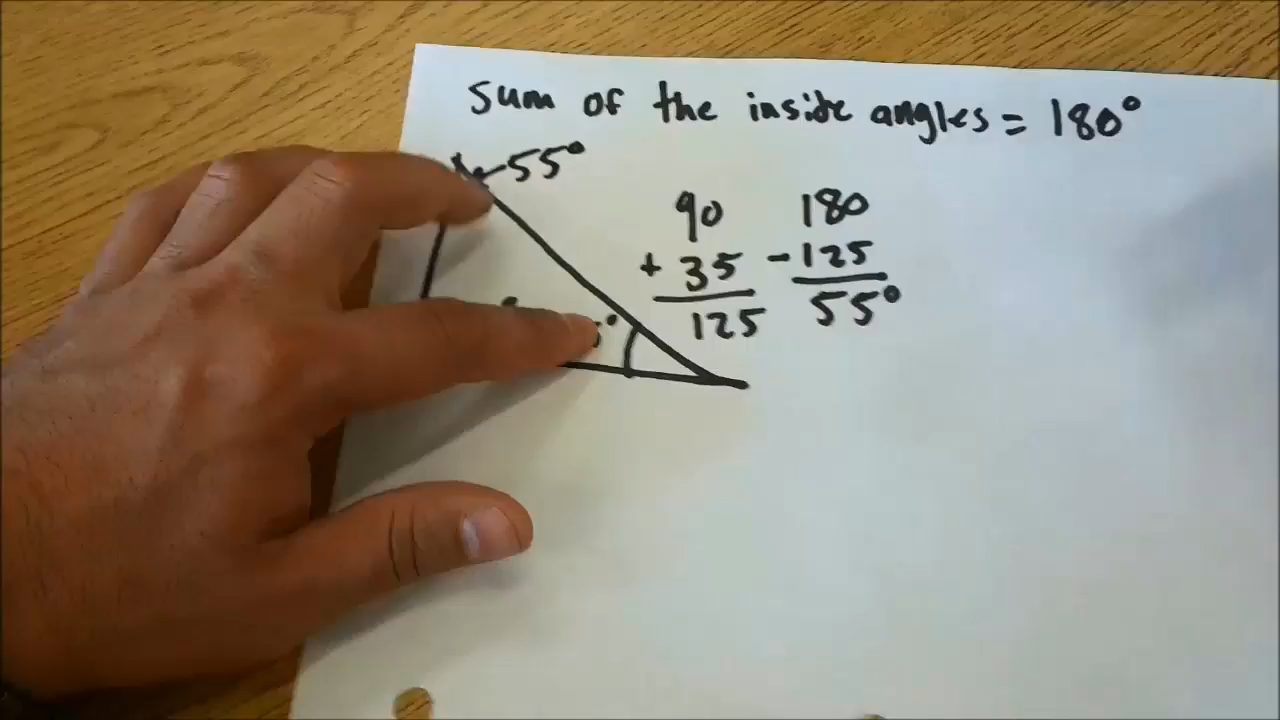 Sum of the inside angles = 180°
55°
90 180
+ 35 - 125
125 55°